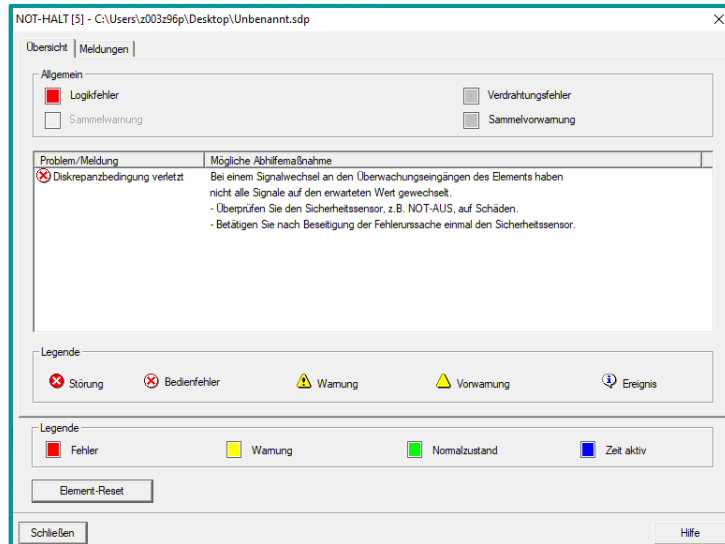 NOT-HALT [5] - C:\Users\z003z96p\Desktop\Unbenannt.sdp
Übersicht Meldungen
Allgemein
Logikfehler Verdrahtungsfehler
Sammelwarnung Sammelvorwarnung
Problem/Meldung Mögliche Abhilfemaßnahme
Diskrepanzbedingung verletzt Bei einem Signalwechsel an den Überwachungseingängen des Elements haben
nicht alle Signale auf den erwarteten Wert gewechselt.
- Überprüfen Sie den Sicherheitssensor, z.B. NOT-AUS, auf Schäden.
- Betätigen Sie nach Beseitigung der Fehlerurssache einmal den Sicherheitssensor.
Legende
Störung Bedienfehler Warnung Vorwarnung Ereignis
Legende
Fehler Warnung Normalzustand Zeit aktiv
Element-Reset
Schließen Hilfe